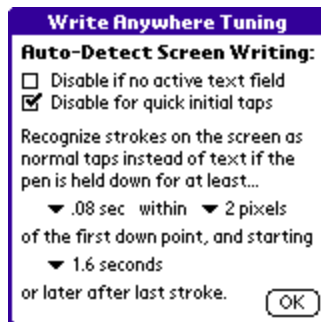 Write Anywhere Tuning
Auto-Detect Screen Writing:
Disable if no active text field
Disable for quick initial taps
Recognize strokes on the screen as
normal taps instead of text if the
pen is held down for at least...
.08 sec within 2 pixels
of the first down point, and starting
1.6 seconds
or later after last stroke.
OK